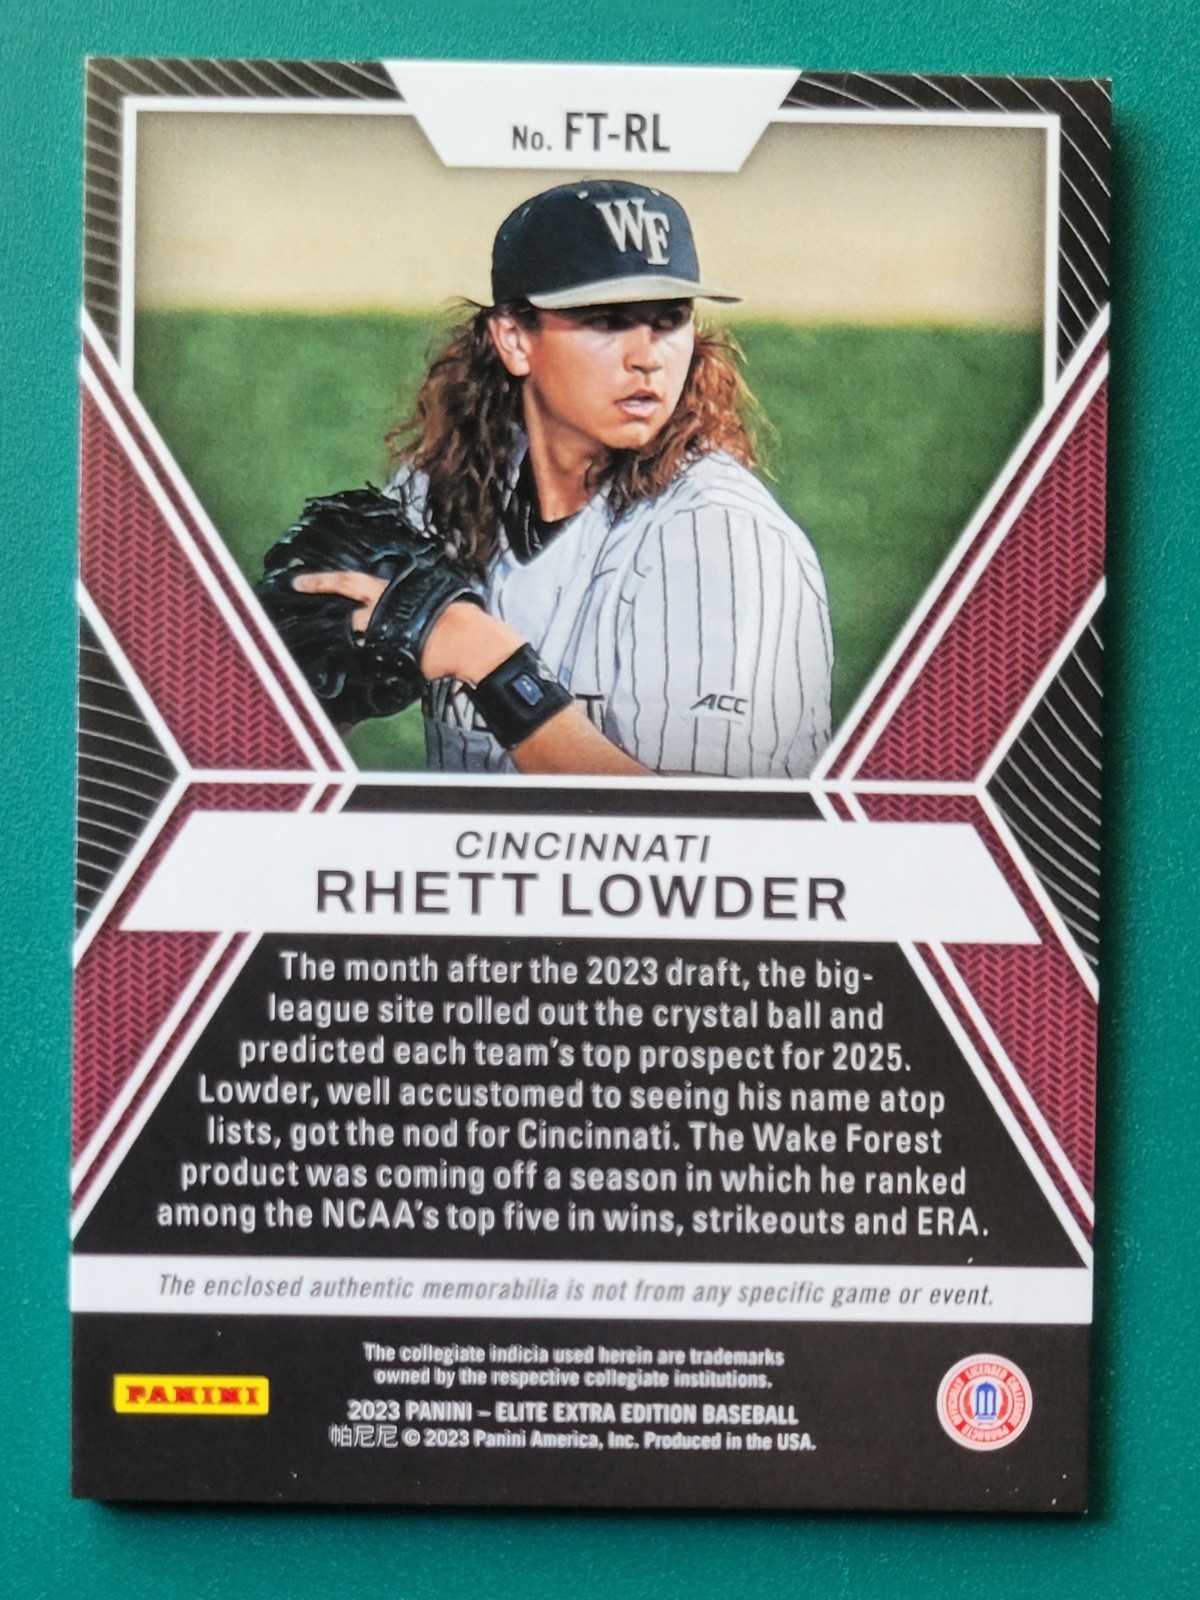 No. FT-RL
WF
ACC
CINCINNATI
RHETT LOWDER
The month after the 2023 draft, the big-
league site rolled out the crystal ball and
predicted each team's top prospect for 2025.
Lowder, well accustomed to seeing his name atop
lists, got the nod for Cincinnati. The Wake Forest
product was coming off a season in which he ranked
among the NCAA's top five in wins, strikeouts and ERA.
The enclosed authentic memorabilia is not from any specific game or event.
The collegiate indicia used herein are trademarks
owned by the respective collegiate institutions.
PANINI
2023 PANINI – ELITE EXTRA EDITION BASEBALL
帕尼尼 © 2023 Panini America, Inc. Produced in the USA.
OFFICIALLY LICENSED COLLEGIATE PRODUCTS